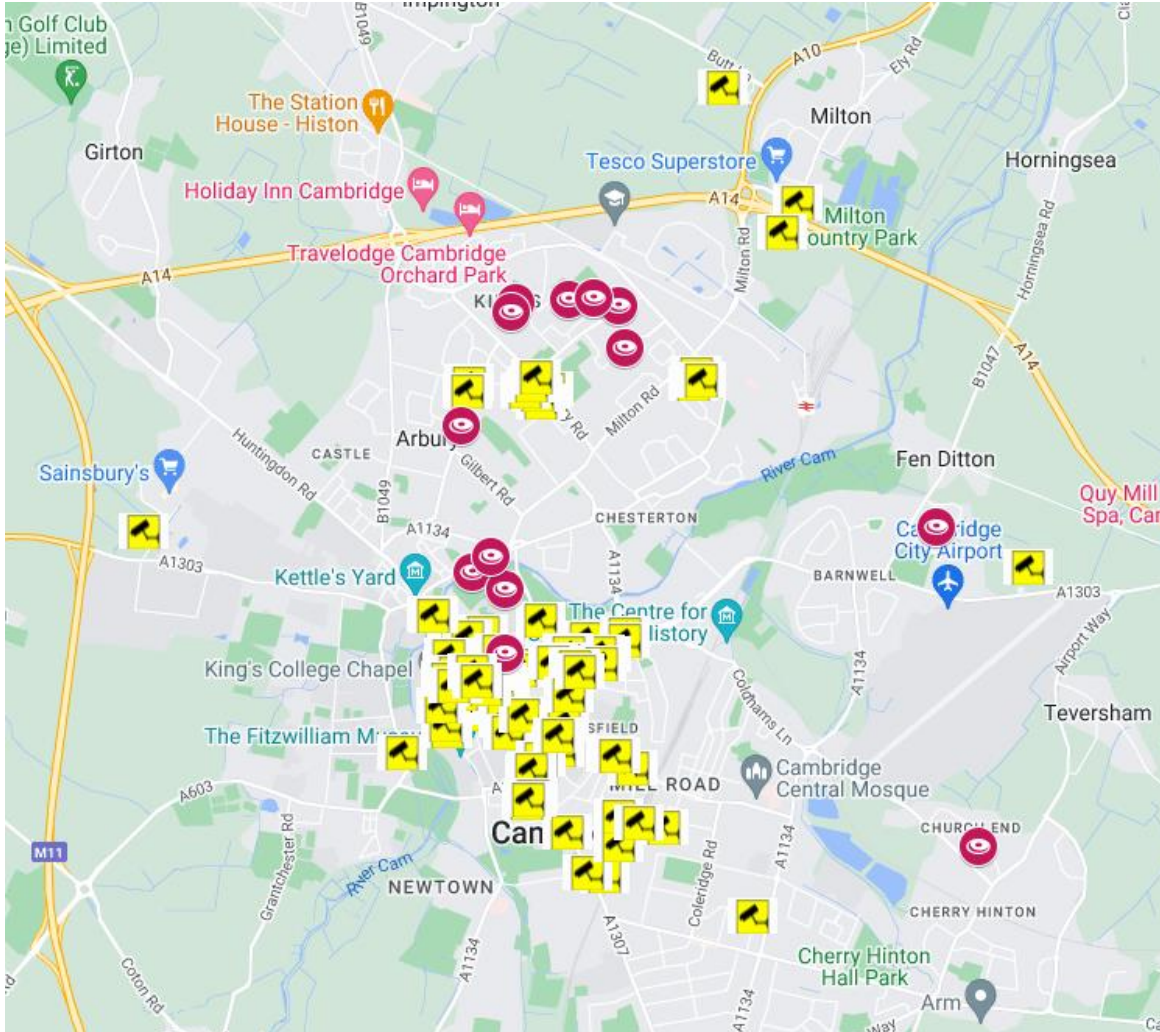 Impington
n Golf Club
ge) Limited
B1049
A10
Ely Rd
The Station
House - Histon
Milton
Girton
Tesco Superstore
Horningsea
Holiday Inn Cambridge
A14
Milton
ountry Park
Horningsea Rd
Travelodge Cambridge
Orchard Park
Milton Rd
A14
A14
B1047
Milton Rd
Huntingdon Rd
CASTLE
Gilbert Rd
Fen Ditton
Sainsbury's
River Cam
B1049
Quy Mill
CHESTERTON
A1134
City Airport
A1303
Kettle's Yard
A1134
BARNWELL
A1303
The Centre for
Airport Way
King's College Chapel
A1134
Coldhams Ln
Teversham
The Fitzwilliam
Cambridge
Central Mosque
MILL ROAD
A603
CHURCH END
M11
Grantchester Rd
River Cam
NEWTOWN
A1134
Coleridge Rd
CHERRY HINTON
A1307
A1134
Cherry Hinton
Hall Park
Coton Rd
Arm
A1134
Way